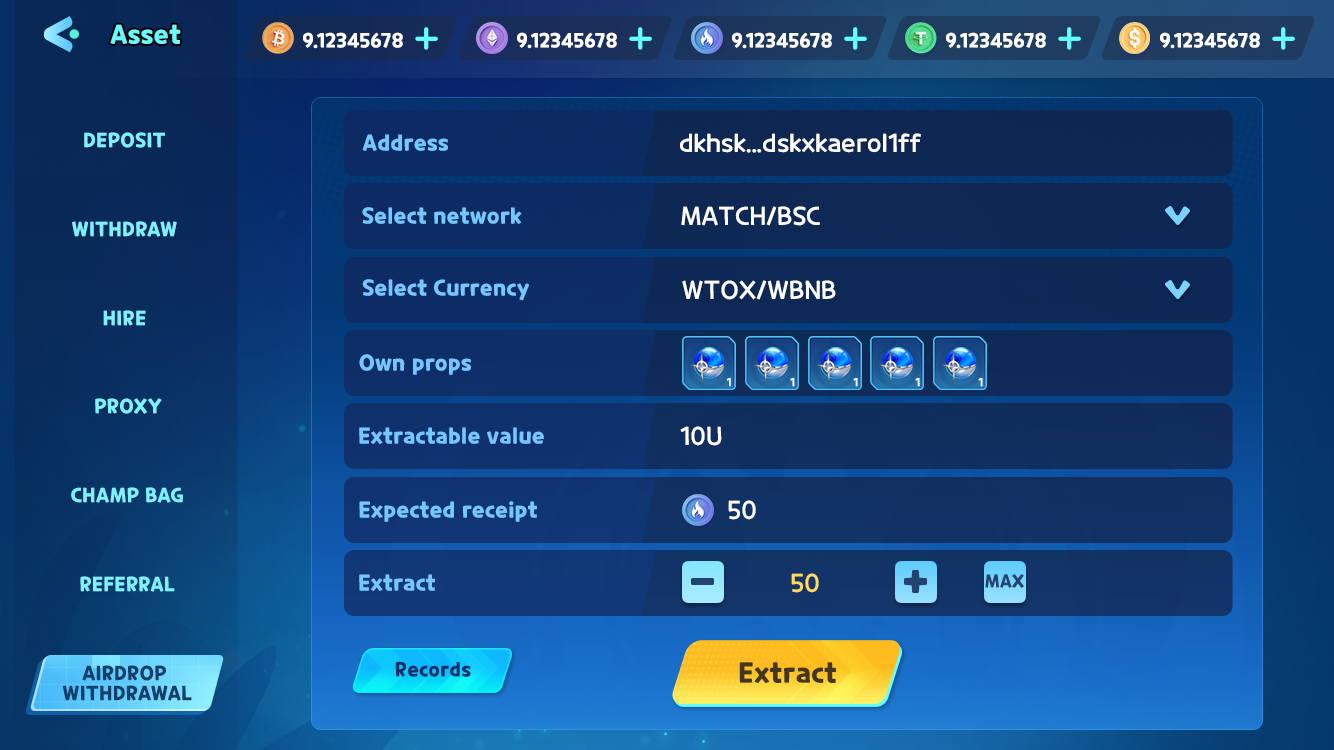 Asset
9.12345678
9.12345678
9.12345678
9.12345678
9.12345678
DEPOSIT
WITHDRAW
HIRE
PROXY
CHAMP BAG
REFERRAL
AIRDROP
WITHDRAWAL
Address dkhsk...dskxkaerol1ff
Select network MATCH/BSC
Select Currency WTOX/WBNB
Own props 1 1 1 1 1
Extractable value 10U
Expected receipt 50
Extract 50 MAX
Records
Extract